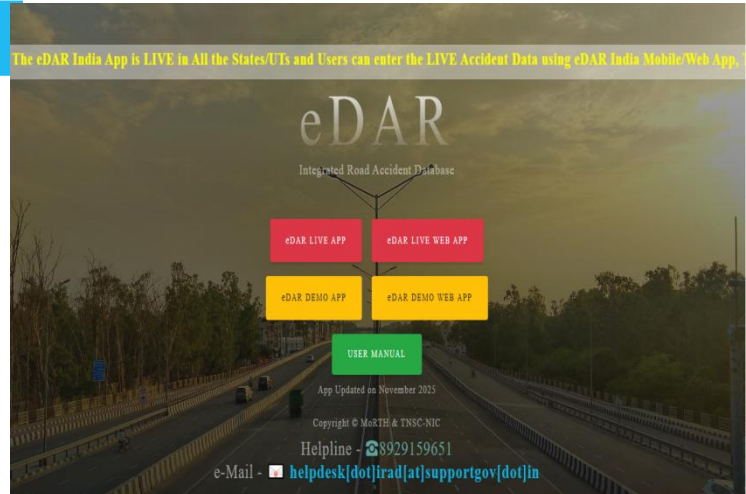 The eDAR India App is LIVE in All the States/UTs and Users can enter the LIVE Accident Data using eDAR India Mobile/Web App,
eDAR
Integrated Road Accident Database
eDAR LIVE APP
eDAR LIVE WEB APP
eDAR DEMO APP
eDAR DEMO WEB APP
USER MANUAL
App Updated on November 2025
Copyright © MoRTH & TNSC-NIC
Helpline - ☎8929159651
e-Mail - helpdesk[dot]irad[at]supportgov[dot]in